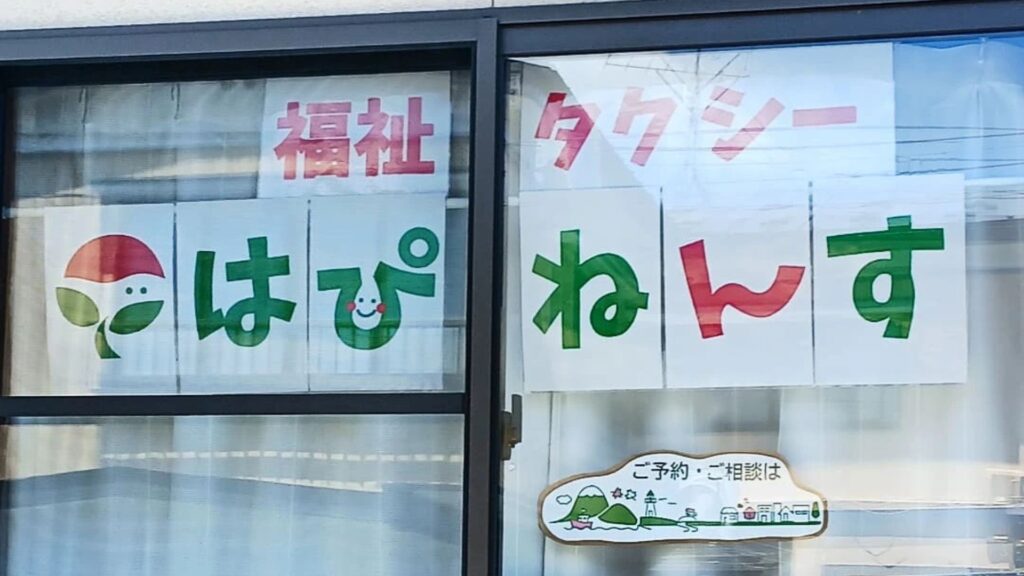 福祉タクシー
はぴねんす
ご予約・ご相談は